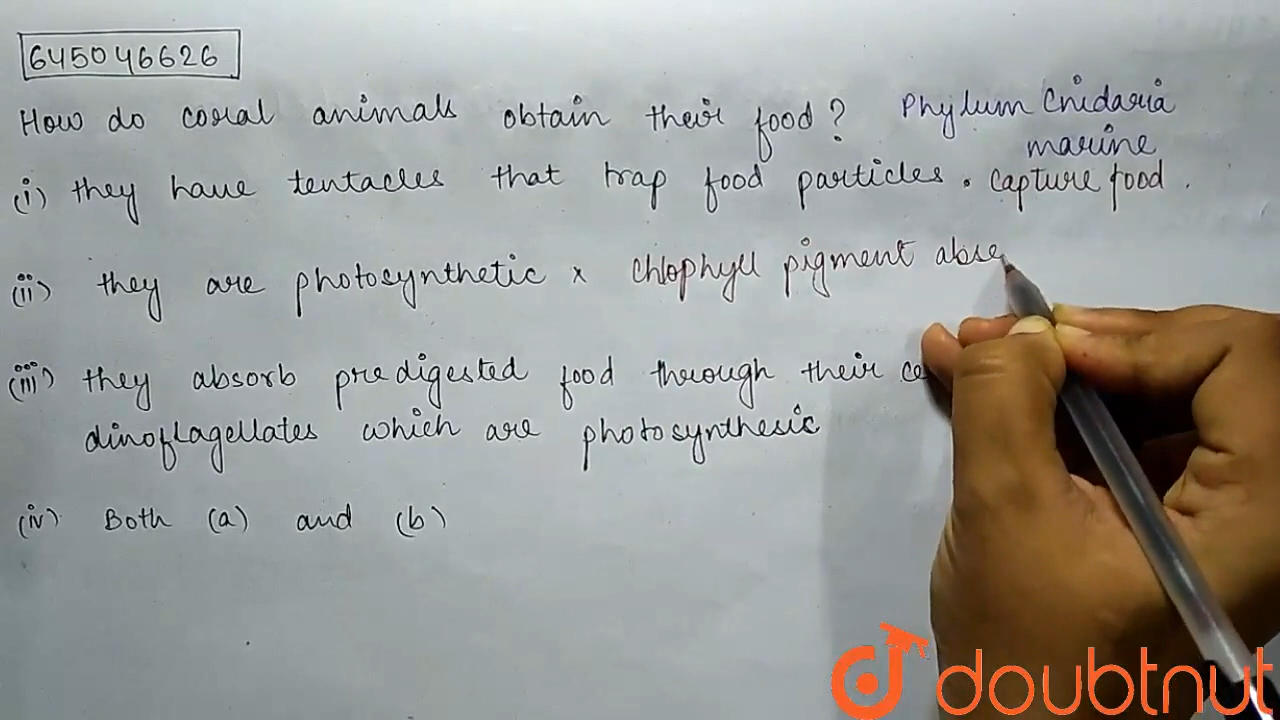 645046626
How do coral animals obtain their food? Phylum Cnidaria
marine
(i) they have tentacles that trap food particles. capture food.
(ii) they are photosynthetic x chlophyll pigment abse
(iii) they absorb predigested food through their ce
dinoflagellates which are photosynthesic
(iv) Both (a) and (b)
doubtnut